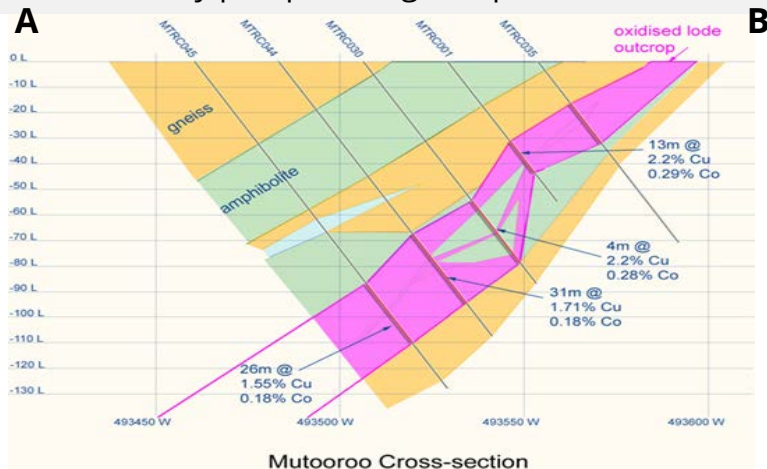 A
B
MTRC045
MTRC044
MTRC030
MTRC001
MTRC035
oxidised lode
outcrop
0 L
-10 L
-20 L
-30 L
-40 L
-50 L
-60 L
-70 L
-80 L
-90 L
-100 L
-110 L
-120 L
-130 L
gneiss
amphibolite
13m @
2.2% Cu
0.29% Co
4m @
2.2% Cu
0.28% Co
31m @
1.71% Cu
0.18% Co
26m @
1.55% Cu
0.18% Co
493450 W
493500 W
493550 W
493600 W
Mutooroo Cross-section